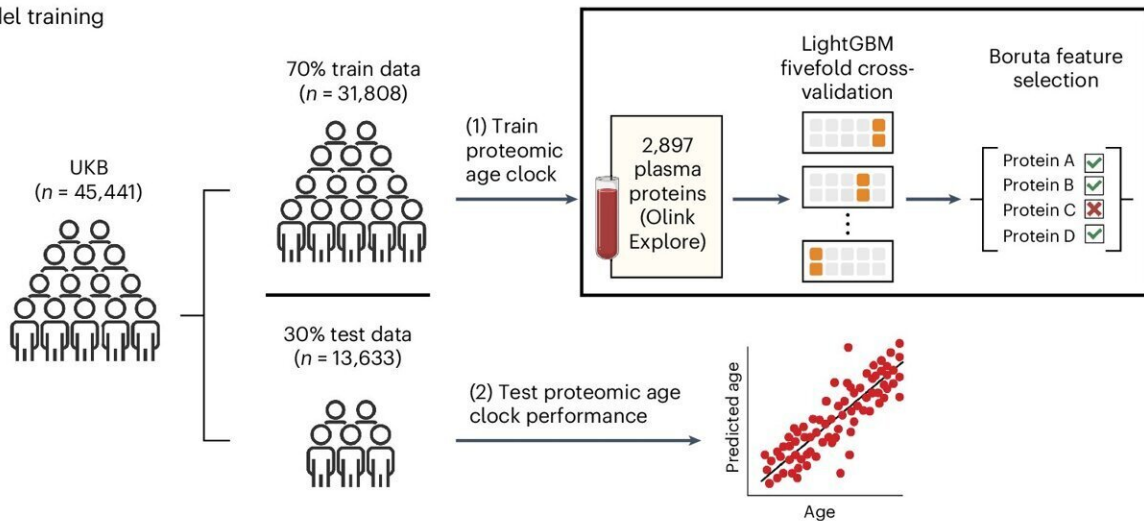 del training
UKB
(n = 45,441)
70% train data
(n = 31,808)
30% test data
(n = 13,633)
(1) Train
proteomic
age clock
2,897
plasma
proteins
(Olink
Explore)
LightGBM
fivefold cross-
validation
Boruta feature
selection
Protein A
Protein B
Protein C
Protein D
(2) Test proteomic age
clock performance
Predicted age
Age